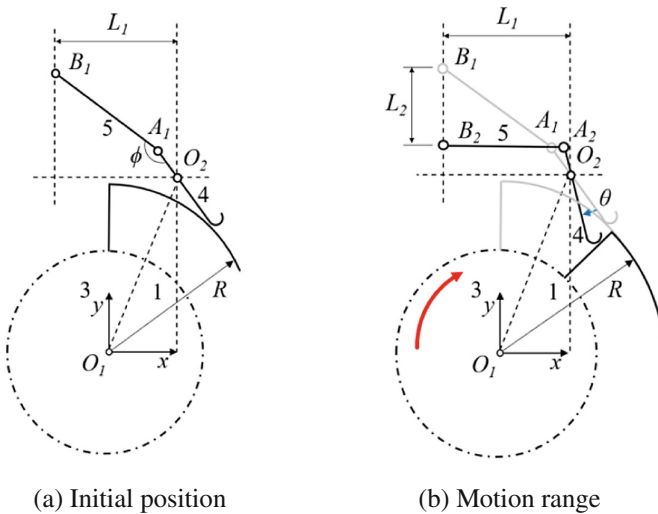 L₁
B₁
5
A₁
ϕ
O₂
4
3
1
R
y
O₁
x
(a) Initial position
L₁
B₁
L₂
A₁
A₂
B₂
5
O₂
θ
4
3
1
R
y
O₁
x
(b) Motion range